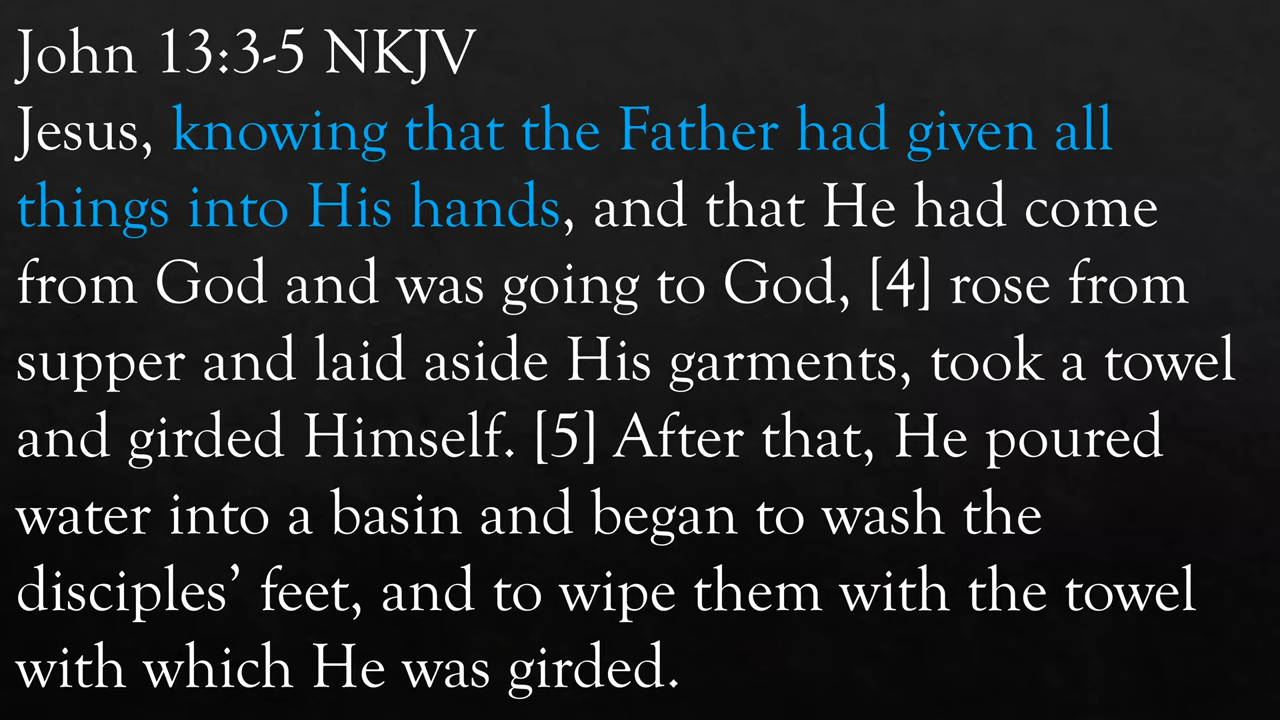 John 13:3-5 NKJV
Jesus, knowing that the Father had given all
things into His hands, and that He had come
from God and was going to God, [4] rose from
supper and laid aside His garments, took a towel
and girded Himself. [5] After that, He poured
water into a basin and began to wash the
disciples’ feet, and to wipe them with the towel
with which He was girded.